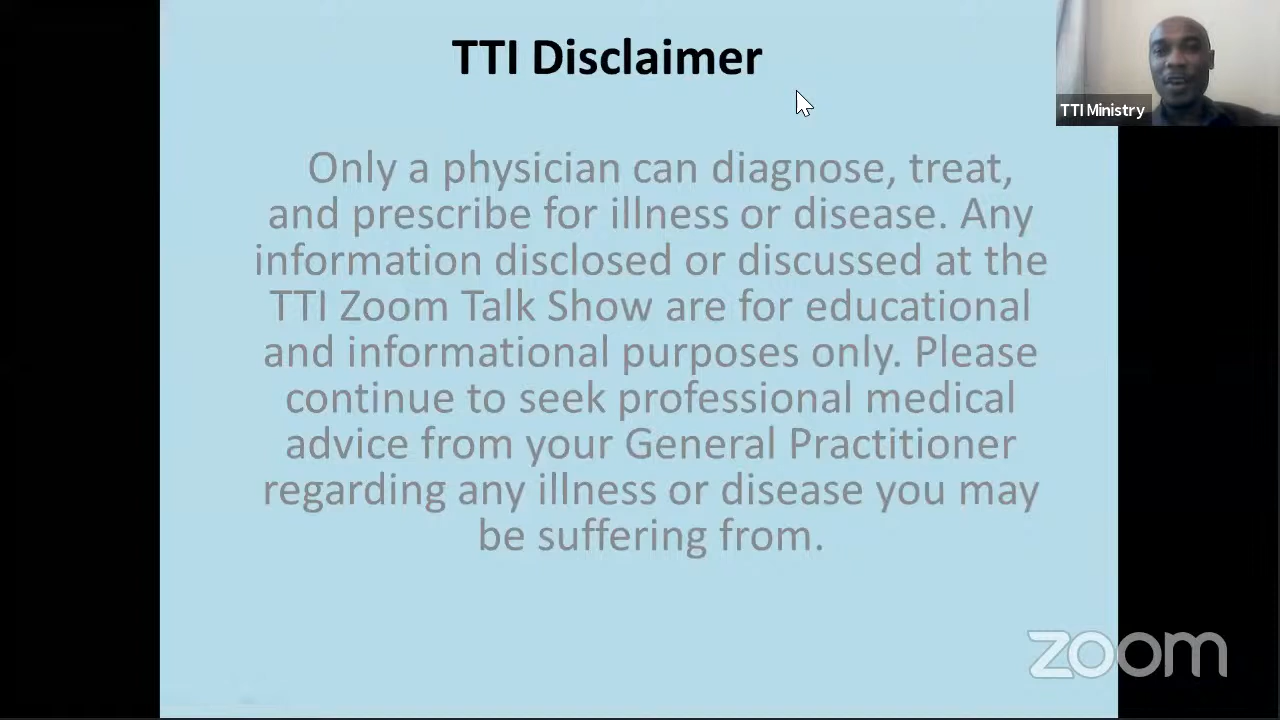 TTI Disclaimer
TTI Ministry
Only a physician can diagnose, treat,
and prescribe for illness or disease. Any
information disclosed or discussed at the
TTI Zoom Talk Show are for educational
and informational purposes only. Please
continue to seek professional medical
advice from your General Practitioner
regarding any illness or disease you may
be suffering from.
zoom